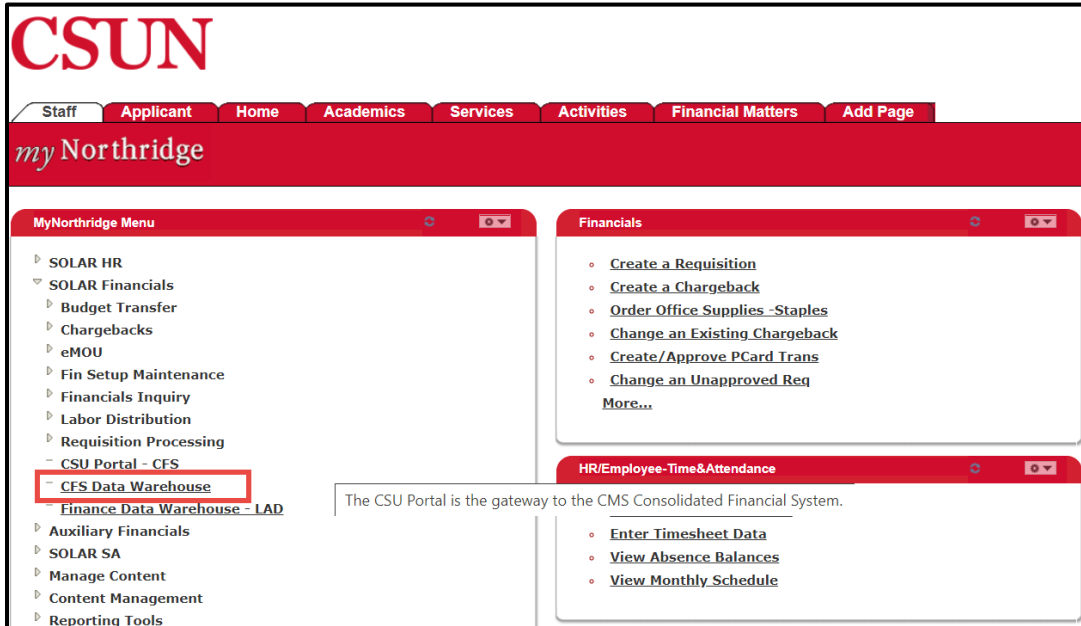 CSUN
Staff Applicant Home Academics Services Activities Financial Matters Add Page
my Northridge
MyNorthridge Menu
SOLAR HR
SOLAR Financials
Budget Transfer
Chargebacks
eMOU
Fin Setup Maintenance
Financials Inquiry
Labor Distribution
Requisition Processing
CSU Portal - CFS
CFS Data Warehouse
Finance Data Warehouse - LAD
Auxiliary Financials
SOLAR SA
Manage Content
Content Management
Reporting Tools
Financials
Create a Requisition
Create a Chargeback
Order Office Supplies -Staples
Change an Existing Chargeback
Create/Approve PCard Trans
Change an Unapproved Req
More...
HR/Employee-Time&Attendance
The CSU Portal is the gateway to the CMS Consolidated Financial System.
Enter Timesheet Data
View Absence Balances
View Monthly Schedule